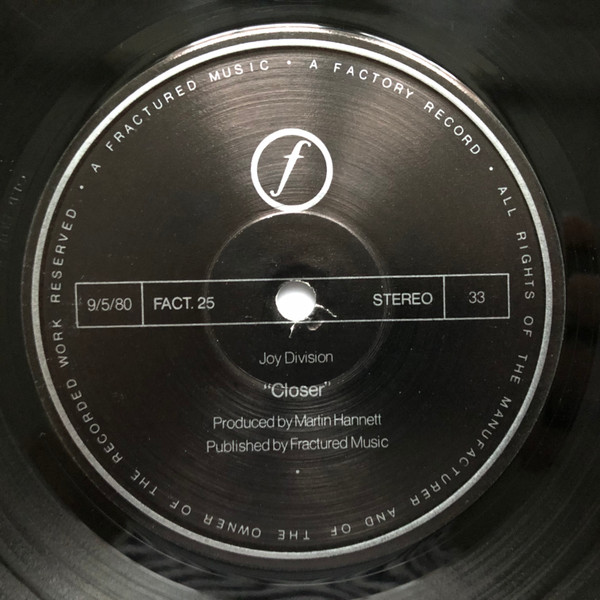 A FRACTURED MUSIC • A FACTORY RECORD • ALL RIGHTS OF THE MANUFACTURER AND OF THE OWNER OF THE RECORDED WORK RESERVED •
f
9/5/80 FACT. 25 STEREO 33
Joy Division
"Closer"
Produced by Martin Hannett
Published by Fractured Music